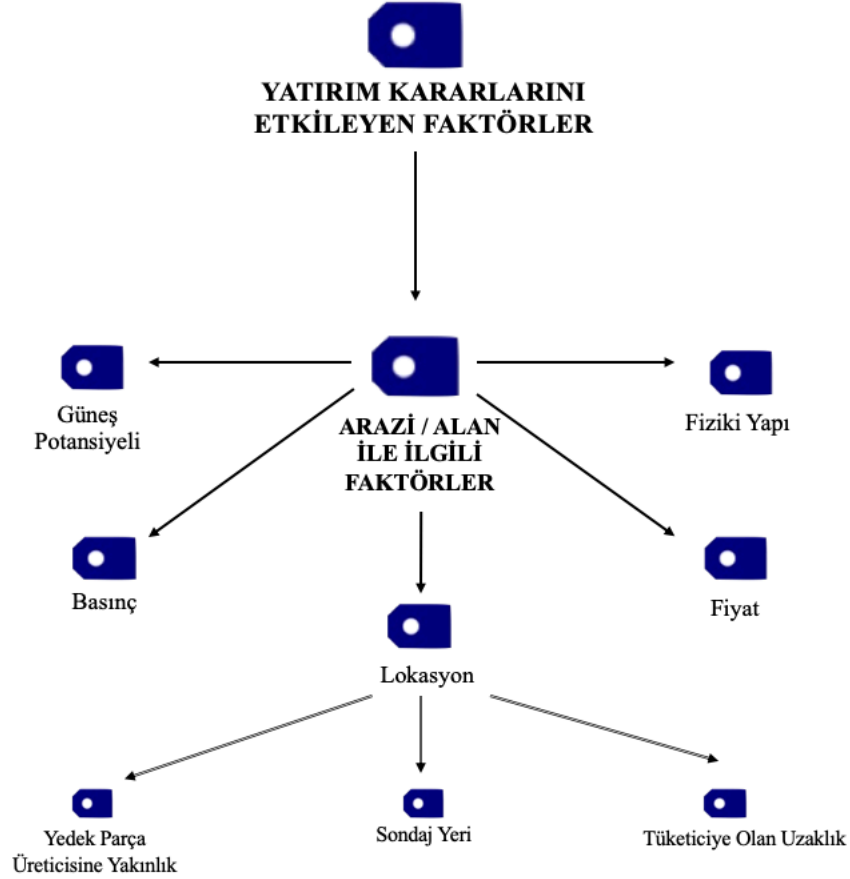 YATIRIM KARARLARINI
ETKİLEYEN FAKTÖRLER
Güneş
Potansiyeli
ARAZİ / ALAN
İLE İLGİLİ
FAKTÖRLER
Fiziki Yapı
Basınç
Fiyat
Lokasyon
Yedek Parça
Üreticisine Yakınlık
Sondaj Yeri
Tüketiciye Olan Uzaklık